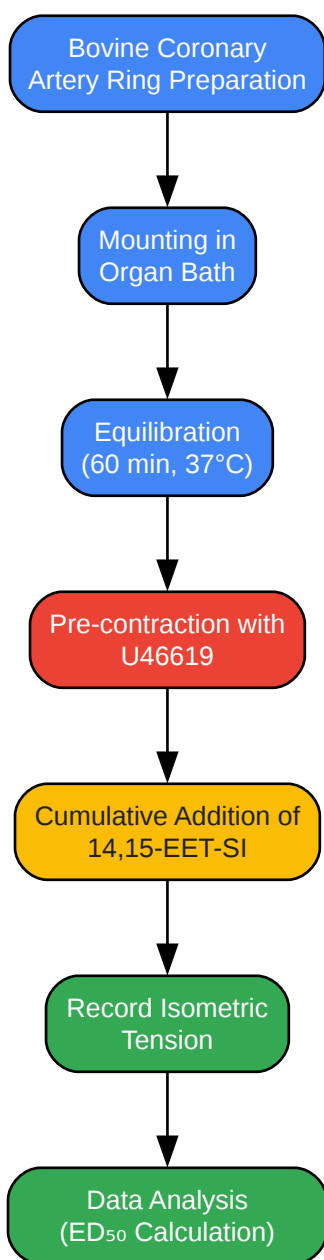 Bovine Coronary
Artery Ring Preparation
Mounting in
Organ Bath
Equilibration
(60 min, 37°C)
Pre-contraction with
U46619
Cumulative Addition of
14,15-EET-SI
Record Isometric
Tension
Data Analysis
(ED₅₀ Calculation)